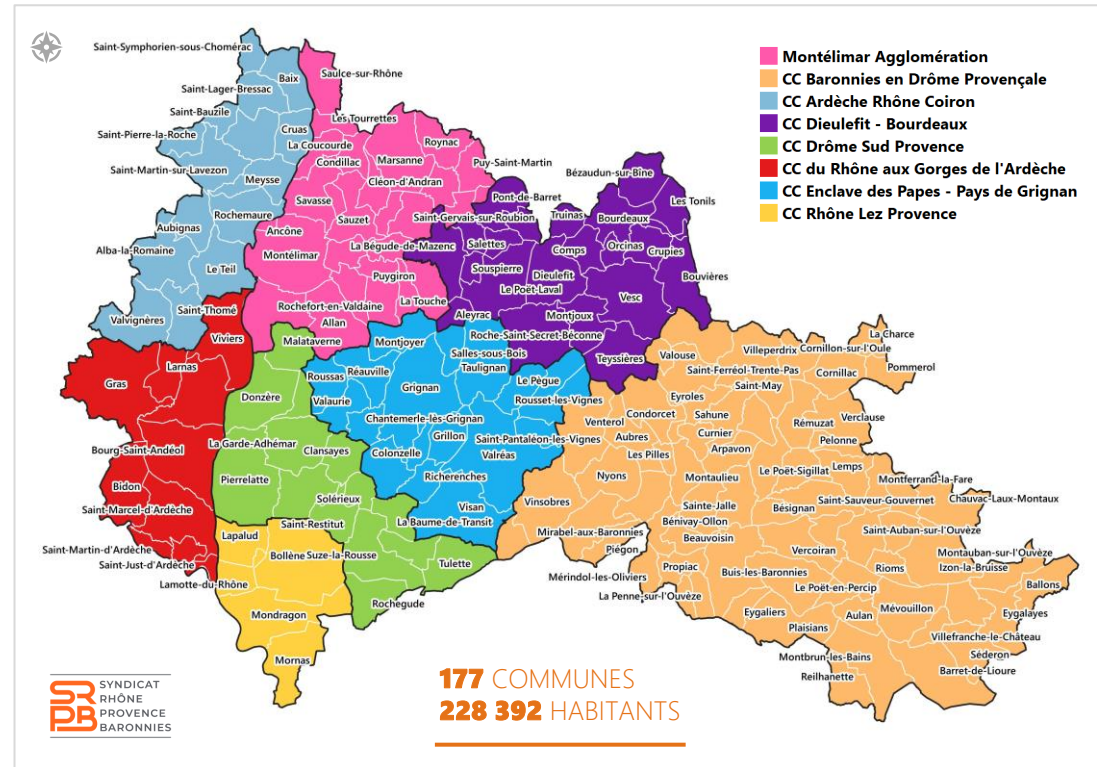 Montélimar Agglomération
CC Baronnies en Drôme Provençale
CC Ardèche Rhône Coiron
CC Dieulefit - Bourdeaux
CC Drôme Sud Provence
CC du Rhône aux Gorges de l'Ardèche
CC Enclave des Papes - Pays de Grignan
CC Rhône Lez Provence
Saint-Symphorien-sous-Chomérac
Baix
Saulce-sur-Rhône
Saint-Lager-Bressac
Saint-Bauzile
Les Tourrettes
Saint-Pierre-la-Roche
Cruas
La Coucourde
Roynac
Condillac
Marsanne
Puy-Saint-Martin
Saint-Martin-sur-Lavezon
Meysse
Cléon-d'Andran
Bézaudun-sur-Bîne
Savasse
Pont-de-Barret
Les Tonils
Rochemaure
Sauzet
Saint-Gervais-sur-Roubion
Truinas
Bourdeaux
Aubignas
Ancône
La Bégude-de-Mazenc
Salettes
Comps
Orcinas
Crupies
Alba-la-Romaine
Montélimar
Le Teil
Puygiron
Souspierre
Dieulefit
Bouvières
Le Poët-Laval
Vesc
Saint-Thomé
Rochefort-en-Valdaine
La Touche
Valvignères
Allan
Aleyrac
Montjoux
Viviers
Malataverne
Montjoyer
Roche-Saint-Secret-Béconne
La Charce
Salles-sous-Bois
Teyssières
Valouse
Villeperdrix
Cornillon-sur-l'Oule
Larnas
Taulignan
Saint-Ferréol-Trente-Pas
Cornillac
Pommerol
Gras
Roussas
Réauville
Grignan
Le Pègue
Saint-May
Donzère
Valaurie
Rousset-les-Vignes
Eyroles
Chantemerle-lès-Grignan
Venterol
Condorcet
Sahune
Rémuzat
Verclause
Grillon
Saint-Pantaléon-les-Vignes
Aubres
Curnier
Pelonne
Bourg-Saint-Andéol
La Garde-Adhémar
Clansayes
Colonzelle
Valréas
Les Pilles
Arpavon
Pierrelatte
Richerenches
Nyons
Montaulieu
Le Poët-Sigillat
Lemps
Montferrand-la-Fare
Bidon
Solérieux
Vinsobres
Saint-Sauveur-Gouvernet
Chauvac-Laux-Montaux
Saint-Marcel-d'Ardèche
Visan
Sainte-Jalle
Bésignan
Saint-Restitut
La Baume-de-Transit
Bénivay-Ollon
Lapalud
Mirabel-aux-Baronnies
Beauvoisin
Saint-Auban-sur-l'Ouvèze
Saint-Martin-d'Ardèche
Bollène
Suze-la-Rousse
Piégon
Vercoiran
Montauban-sur-l'Ouvèze
Saint-Just-d'Ardèche
Tulette
Propiac
Buis-les-Baronnies
Rioms
Izon-la-Bruisse
Lamotte-du-Rhône
Mérindol-les-Oliviers
Le Poët-en-Percip
Ballons
Rochegude
La Penne-sur-l'Ouvèze
Mondragon
Eygaliers
Aulan
Mévouillon
Eygalayes
Plaisians
Villefranche-le-Château
Mornas
Montbrun-les-Bains
Séderon
Reilhanette
Barret-de-Lioure
SRPB
SYNDICAT
RHÔNE
PROVENCE
BARONNIES
177 COMMUNES
228 392 HABITANTS